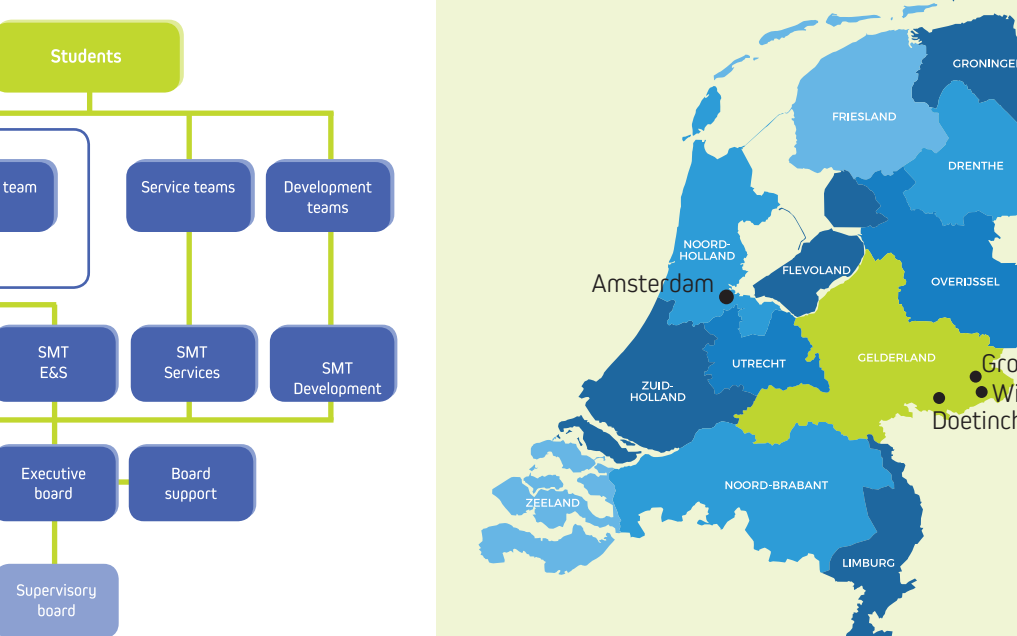 Students
team
Service teams
Development
teams
SMT
E&S
SMT
Services
SMT
Development
Executive
board
Board
support
Supervisory
board
GRONINGE
FRIESLAND
DRENTHE
NOORD-
HOLLAND
FLEVOLAND
Amsterdam
OVERIJSSEL
UTRECHT
GELDERLAND
Gro
Wi
Doetinch
ZUID-
HOLLAND
NOORD-BRABANT
ZEELAND
LIMBURG